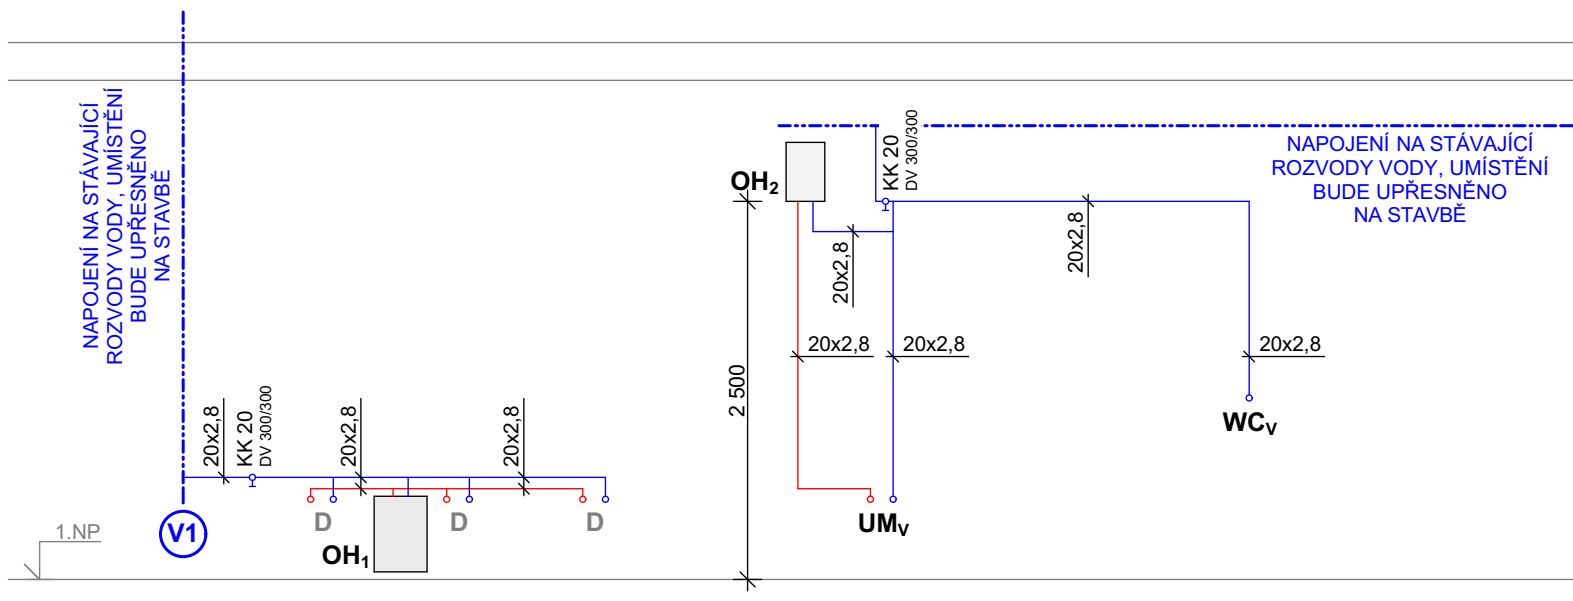 NAPOJENÍ NA STÁVAJÍCÍ
ROZVODY VODY, UMÍSTĚNÍ
BUDE UPŘESNĚNO
NA STAVBĚ
20x2,8
KK 20
DV 300/300
20x2,8
20x2,8
D
D
D
OH₁
V1
1.NP
2 500
OH₂
KK 20
DV 300/300
20x2,8
20x2,8
20x2,8
20x2,8
20x2,8
UMᵥ
WCᵥ
NAPOJENÍ NA STÁVAJÍCÍ
ROZVODY VODY, UMÍSTĚNÍ
BUDE UPŘESNĚNO
NA STAVBĚ